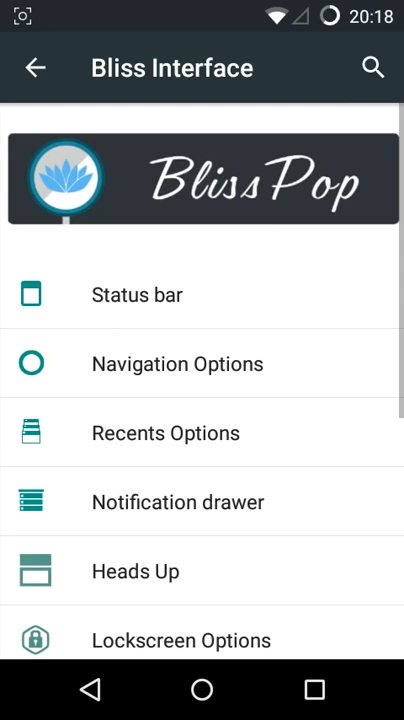 20:18
Bliss Interface
BlissPop
Status bar
Navigation Options
Recents Options
Notification drawer
Heads Up
Lockscreen Options